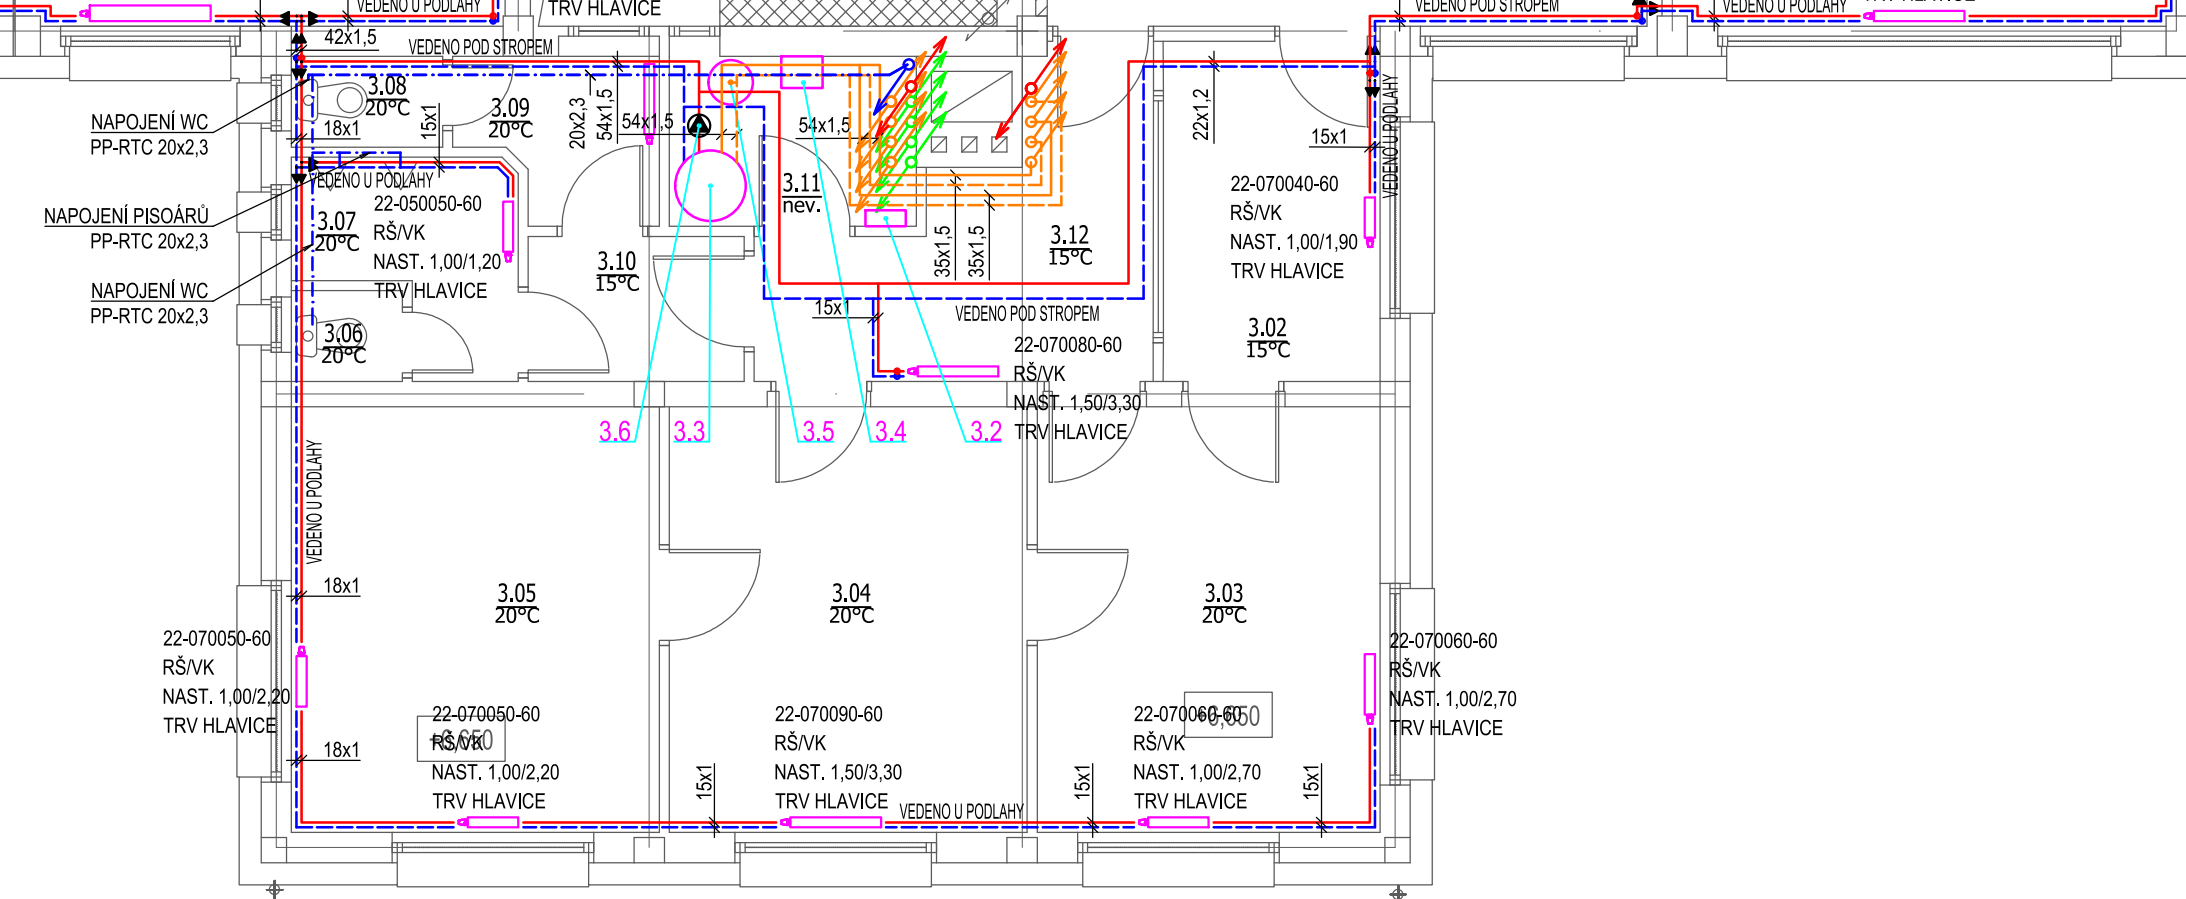 VEDENO U PODLAHY
TRV HLAVICE
VEDENO POD STROPEM
VEDENO U PODLAHY
42x1,5
VEDENO POD STROPEM
3.08
20°C
3.09
20°C
15x1
20x2,3
54x1,5
54x1,5
54x1,5
22x1,2
15x1
VEDENO U PODLAHY
NAPOJENÍ WC
PP-RTC 20x2,3
18x1
VEDENO U PODLAHY
NAPOJENÍ PISOÁRŮ
PP-RTC 20x2,3
3.07
20°C
22-050050-60
RŠ/VK
NAST. 1,00/1,20
TRV HLAVICE
3.10
15°C
3.11
nev.
35x1,5
35x1,5
3.12
15°C
22-070040-60
RŠ/VK
NAST. 1,00/1,90
TRV HLAVICE
NAPOJENÍ WC
PP-RTC 20x2,3
3.06
20°C
15x1
VEDENO POD STROPEM
22-070080-60
RŠ/VK
NAST. 1,50/3,30
TRV HLAVICE
3.02
15°C
3.6
3.3
3.5
3.4
3.2
VEDENO U PODLAHY
18x1
3.05
20°C
3.04
20°C
3.03
20°C
22-070050-60
RŠ/VK
NAST. 1,00/2,20
TRV HLAVICE
18x1
22-070050-60
RŠ/VK
NAST. 1,00/2,20
TRV HLAVICE
15x1
22-070090-60
RŠ/VK
NAST. 1,50/3,30
TRV HLAVICE
VEDENO U PODLAHY
15x1
22-070060-60
RŠ/VK
NAST. 1,00/2,70
TRV HLAVICE
15x1
22-070060-60
RŠ/VK
NAST. 1,00/2,70
TRV HLAVICE